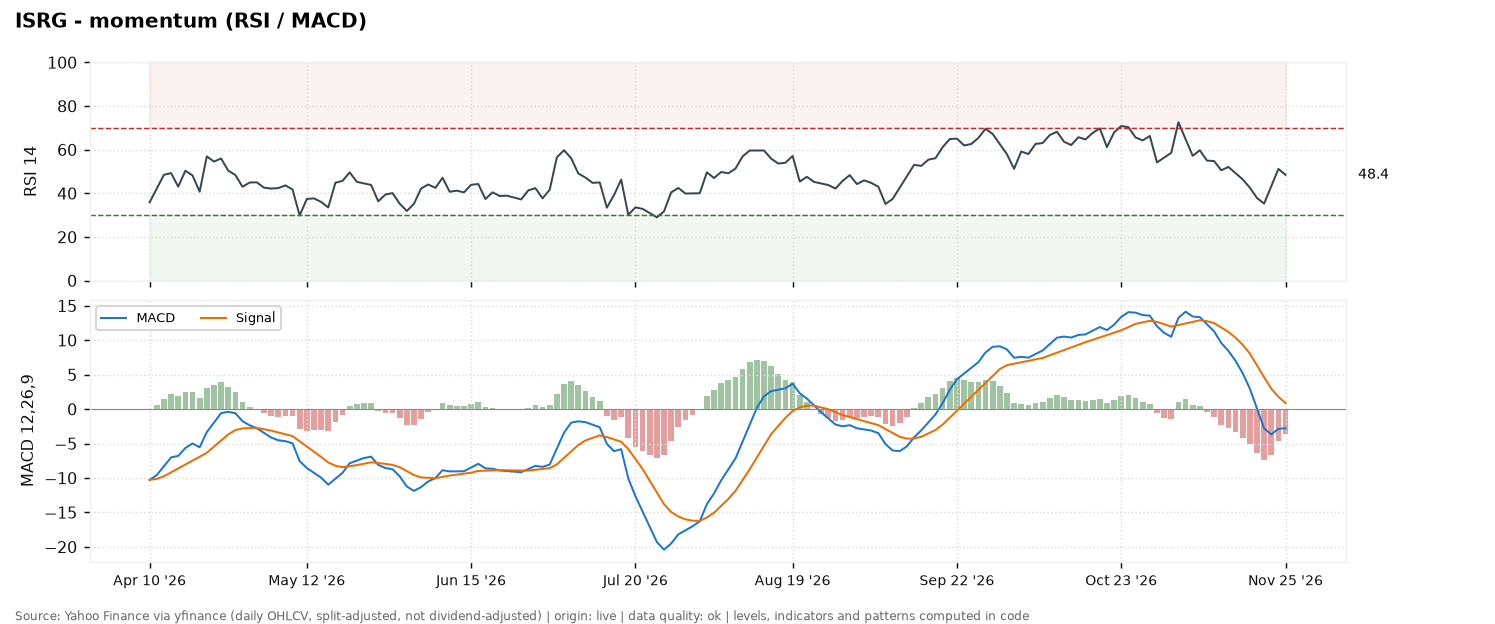 ISRG - momentum (RSI / MACD)
100
80
60
40
20
0
RSI 14
48.4
15
10
5
0
−5
−10
−15
−20
MACD 12,26,9
MACD
Signal
Apr 10 '26
May 12 '26
Jun 15 '26
Jul 20 '26
Aug 19 '26
Sep 22 '26
Oct 23 '26
Nov 25 '26
Source: Yahoo Finance via yfinance (daily OHLCV, split-adjusted, not dividend-adjusted) | origin: live | data quality: ok | levels, indicators and patterns computed in code